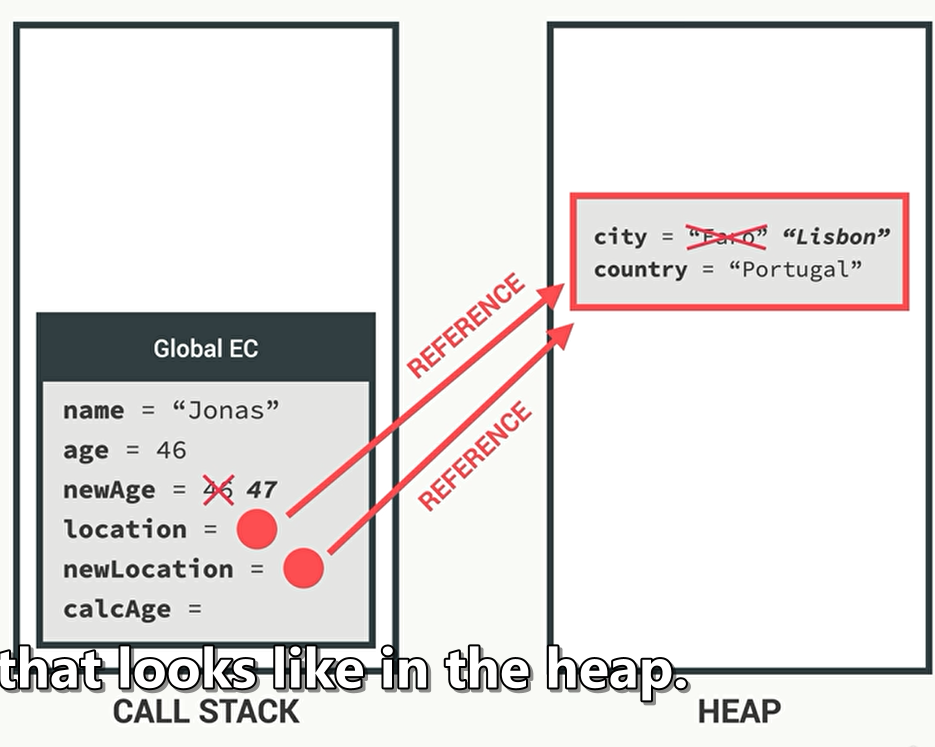 city = “Faro” “Lisbon”
country = “Portugal”
REFERENCE
REFERENCE
Global EC
name = “Jonas”
age = 46
newAge = 46 47
location =
newLocation =
calcAge =
that looks like in the heap.
CALL STACK
HEAP